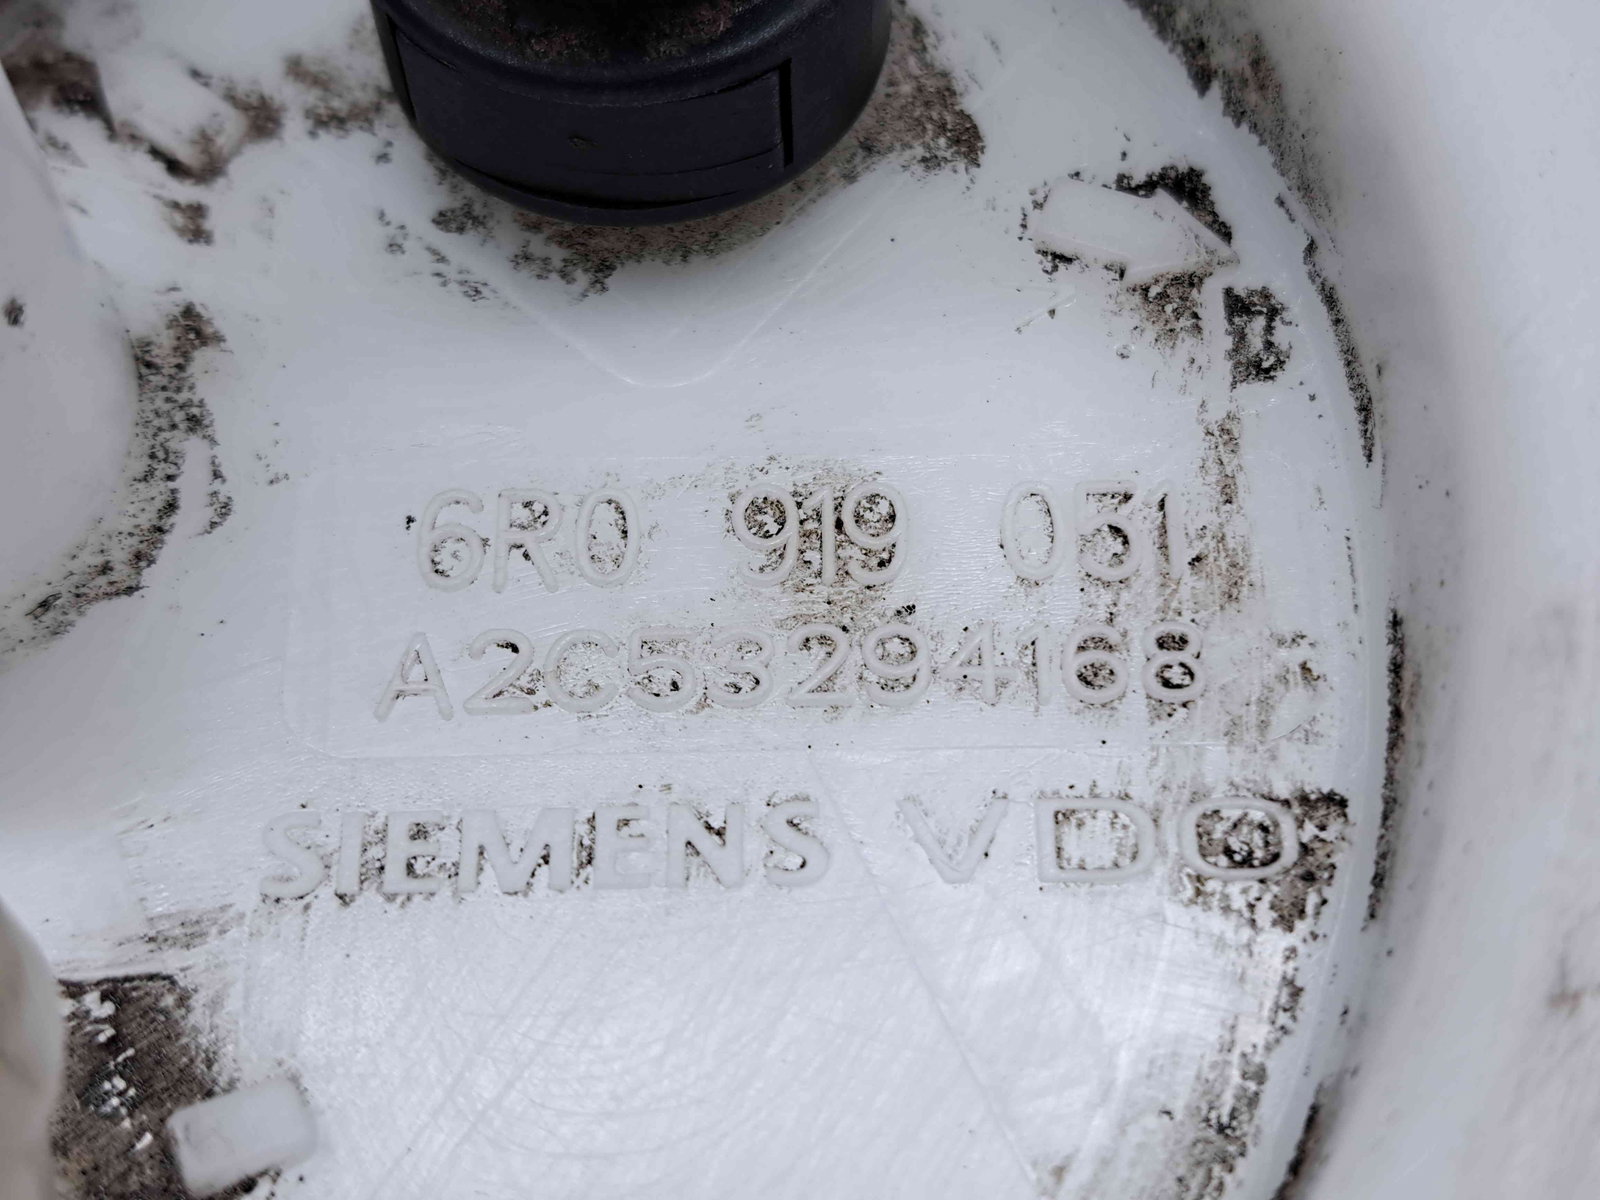 6R0 919 051
A2C53294168
SIEMENS VDO